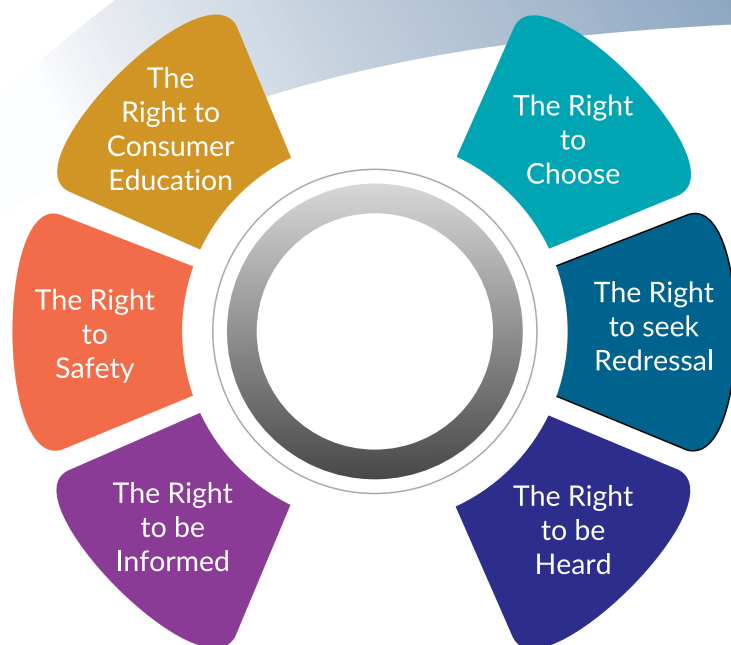 The
Right to
Consumer
Education
The Right
to
Choose
The Right
to
Safety
The Right
to seek
Redressal
The Right
to be
Informed
The Right
to be
Heard